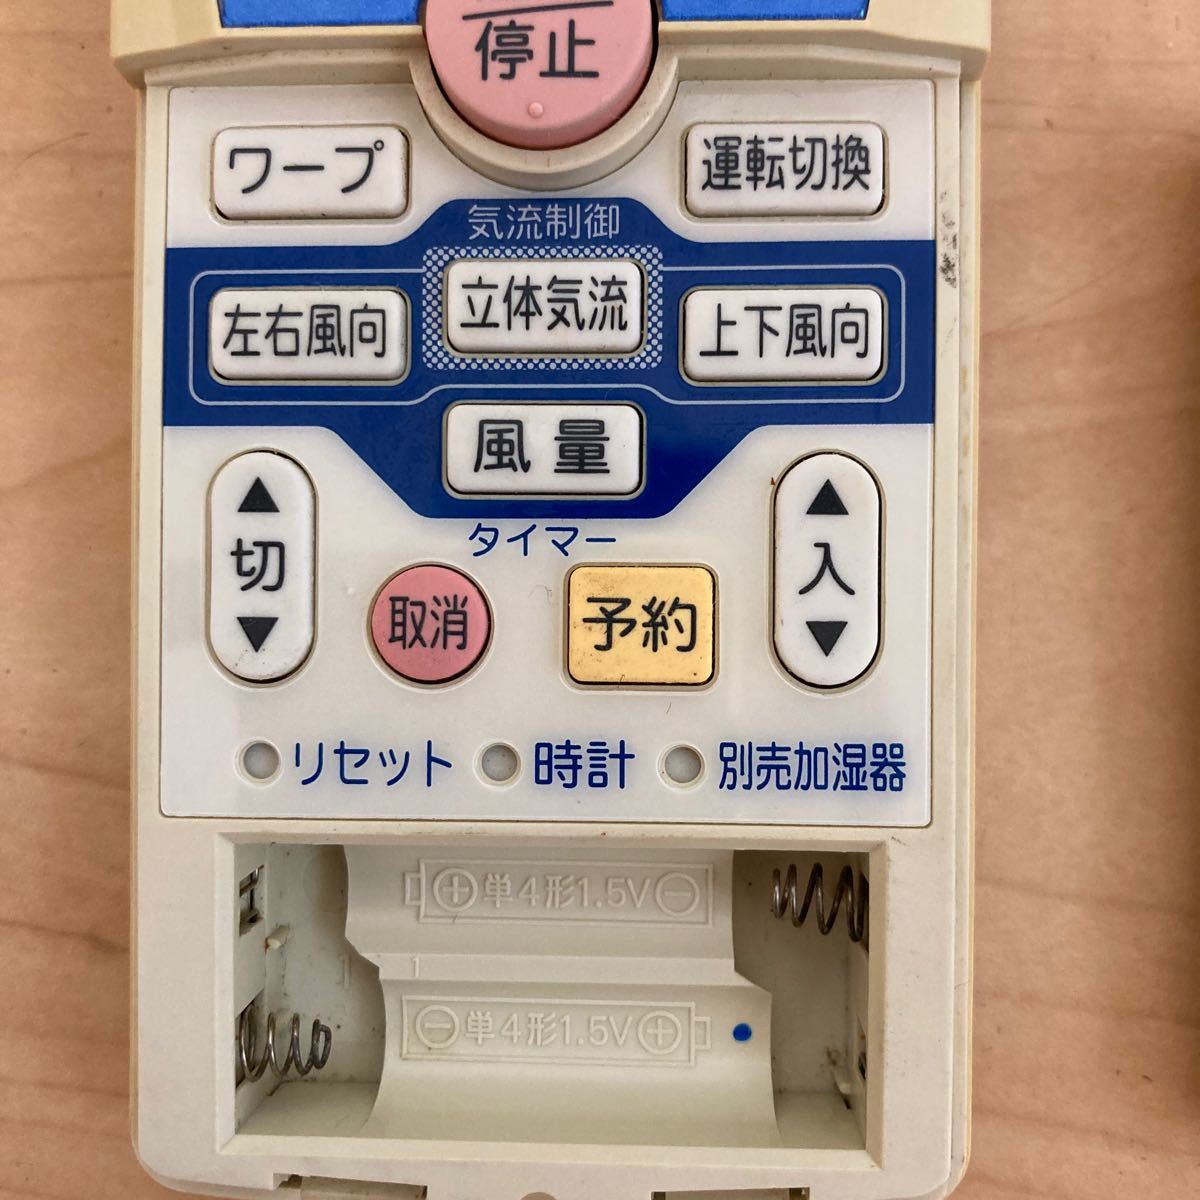 停止
ワープ
運転切換
気流制御
左右風向
立体気流
上下風向
風量
▲
切
▼
タイマー
取消
予約
▲
入
▼
リセット
時計
別売加湿器
⊕単4形1.5V⊖
1
⊖単4形1.5V⊕